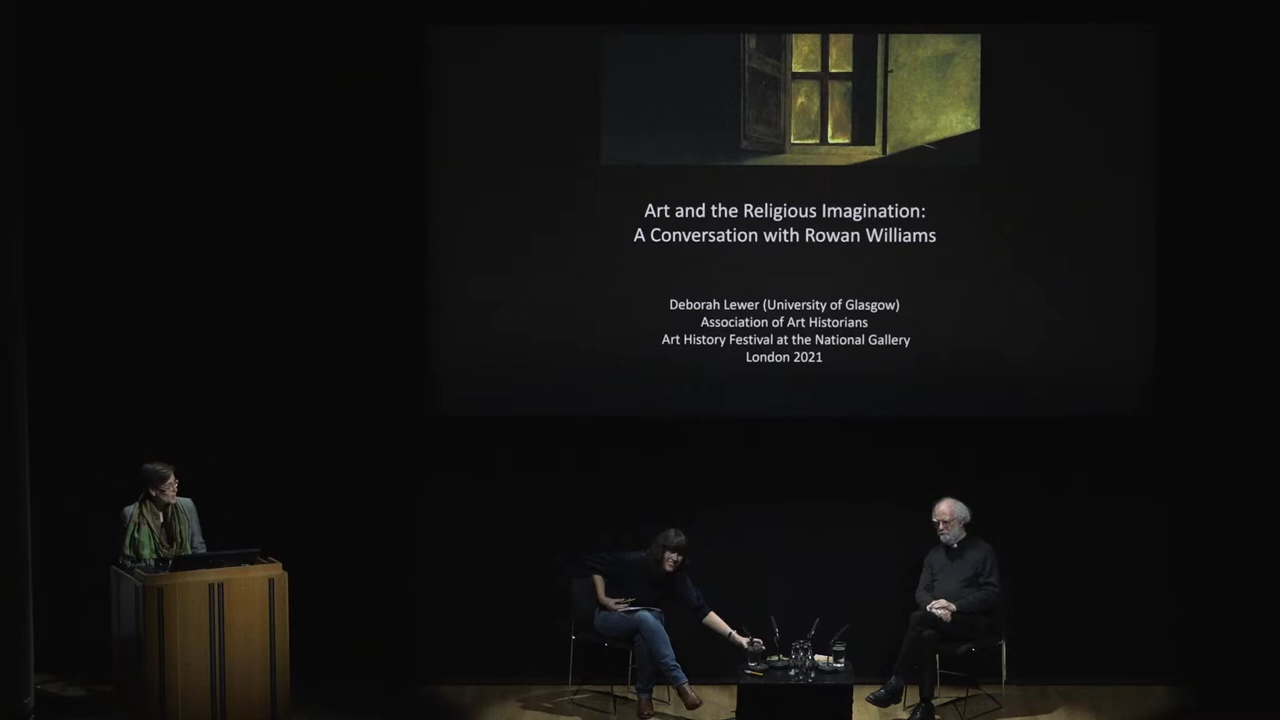 Art and the Religious Imagination:
A Conversation with Rowan Williams
Deborah Lewer (University of Glasgow)
Association of Art Historians
Art History Festival at the National Gallery
London 2021